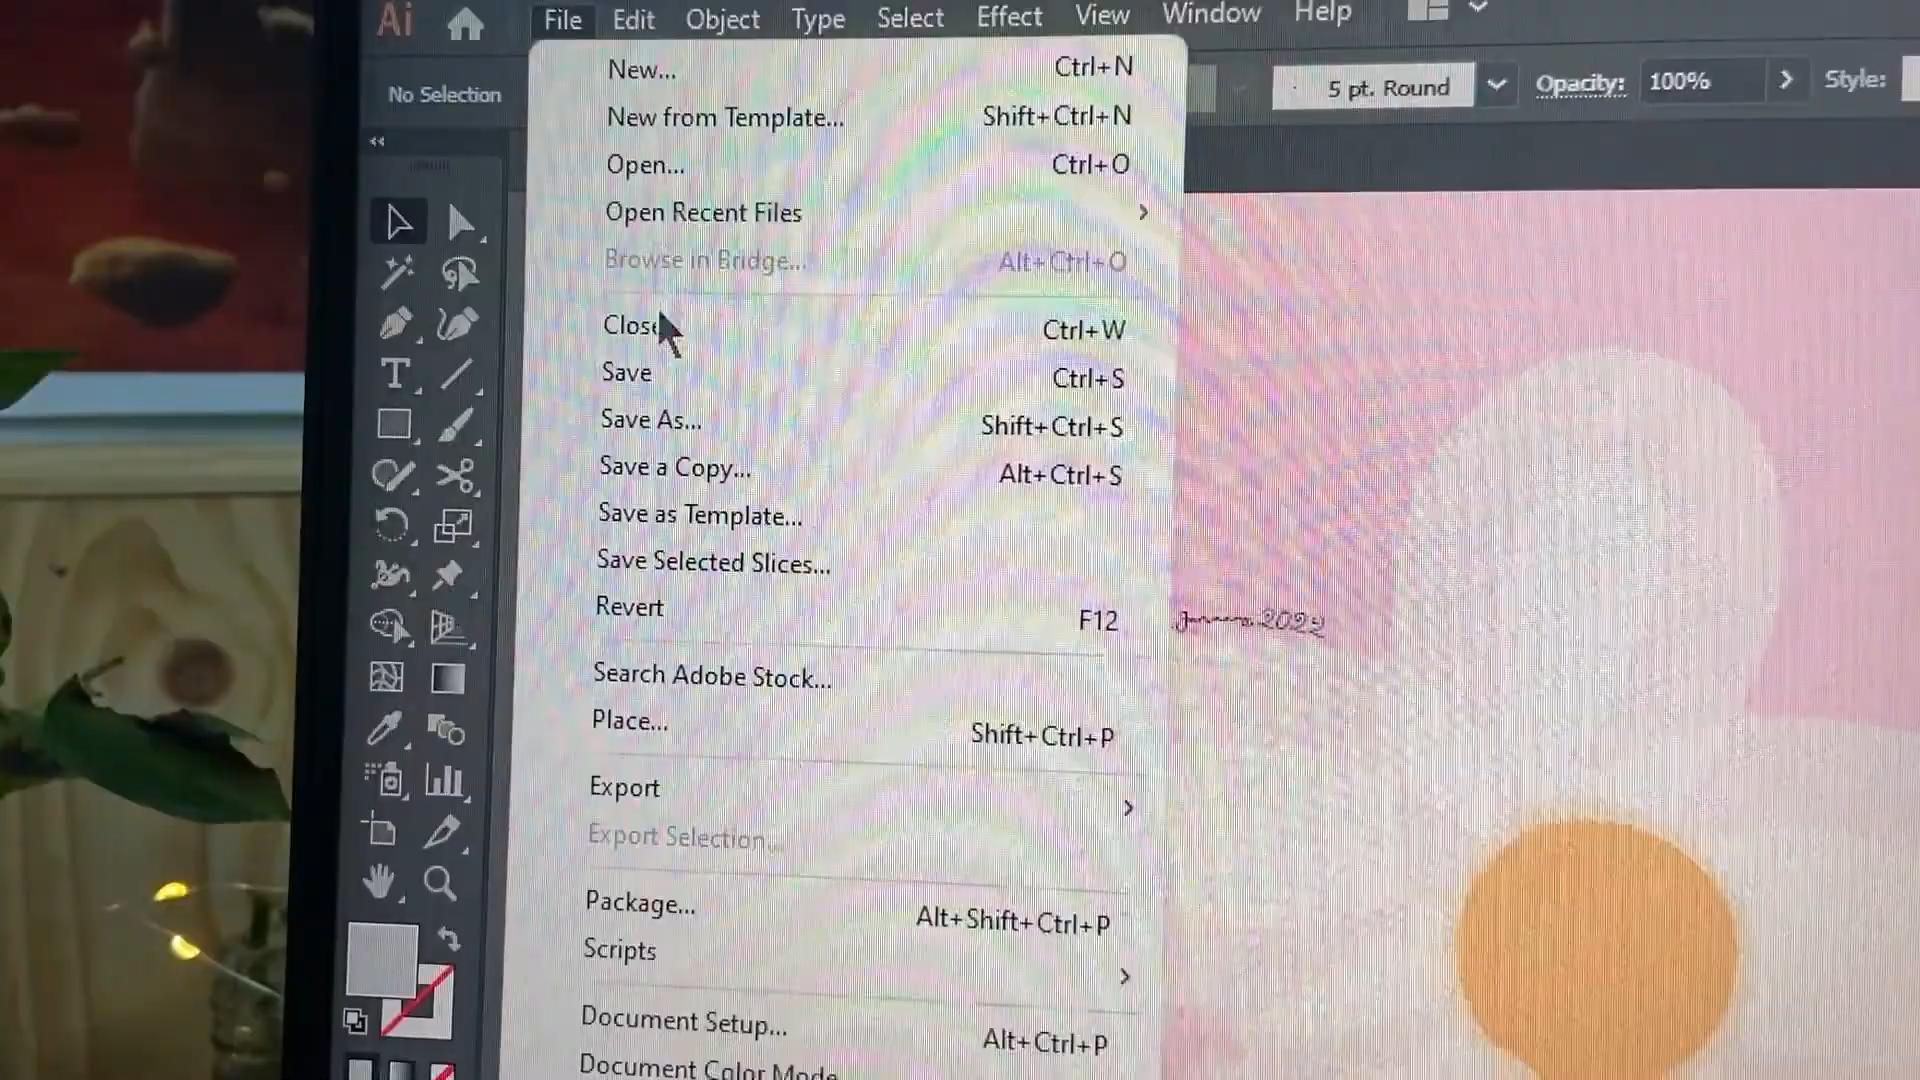 Ai File Edit Object Type Select Effect View Window Help
No Selection 5 pt. Round Opacity: 100% Style:
New... Ctrl+N
New from Template... Shift+Ctrl+N
Open... Ctrl+O
Open Recent Files
Browse in Bridge... Alt+Ctrl+O
Close Ctrl+W
Save Ctrl+S
Save As... Shift+Ctrl+S
Save a Copy... Alt+Ctrl+S
Save as Template...
Save Selected Slices...
Revert F12
2022
Search Adobe Stock...
Place... Shift+Ctrl+P
Export
Export Selection...
Package... Alt+Shift+Ctrl+P
Scripts
Document Setup... Alt+Ctrl+P
Document Color Mode